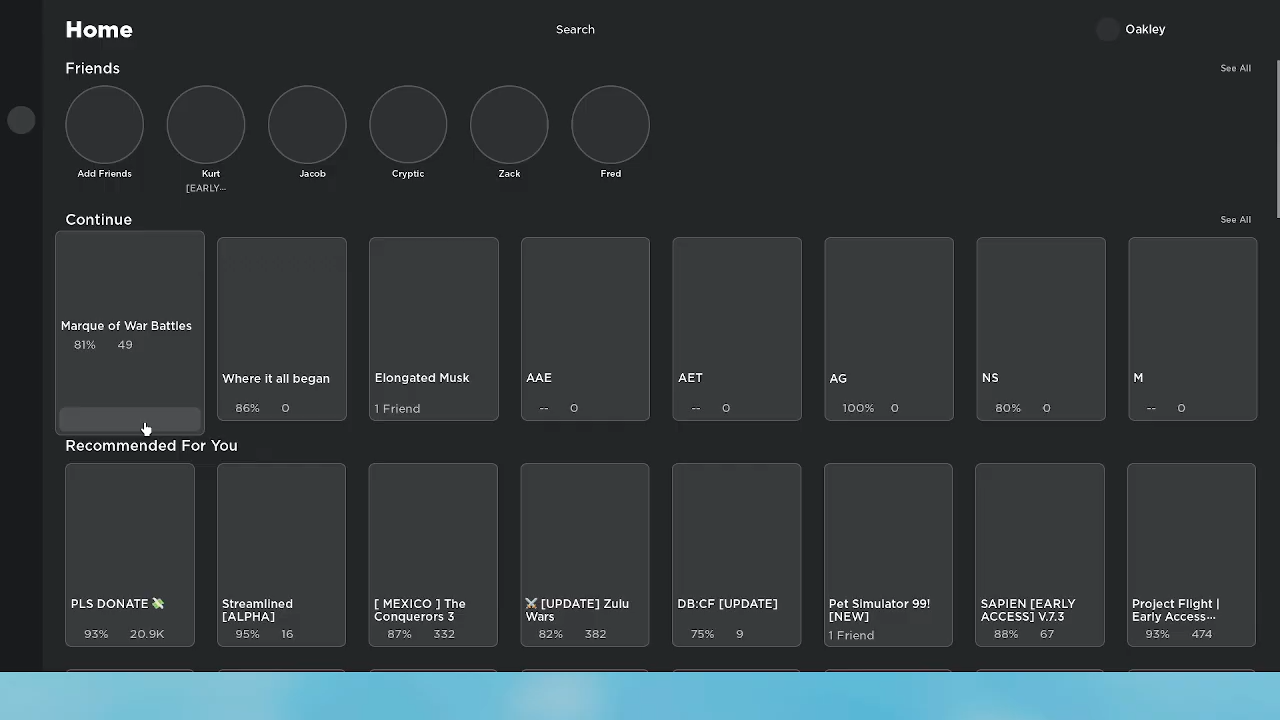 Home
Search
Oakley
Friends
See All
Add Friends
Kurt
Jacob
Cryptic
Zack
Fred
[EARLY···
Continue
See All
Marque of War Battles
81% 49
Where it all began
86% 0
Elongated Musk
1 Friend
AAE
-- 0
AET
-- 0
AG
100% 0
NS
80% 0
M
-- 0
Recommended For You
PLS DONATE 💸
93% 20.9K
Streamlined
[ALPHA]
95% 16
[ MEXICO ] The
Conquerors 3
87% 332
⚔️ [UPDATE] Zulu
Wars
82% 382
DB:CF [UPDATE]
75% 9
Pet Simulator 99!
[NEW]
1 Friend
SAPIEN [EARLY
ACCESS] V.7.3
88% 67
Project Flight |
Early Access···
93% 474